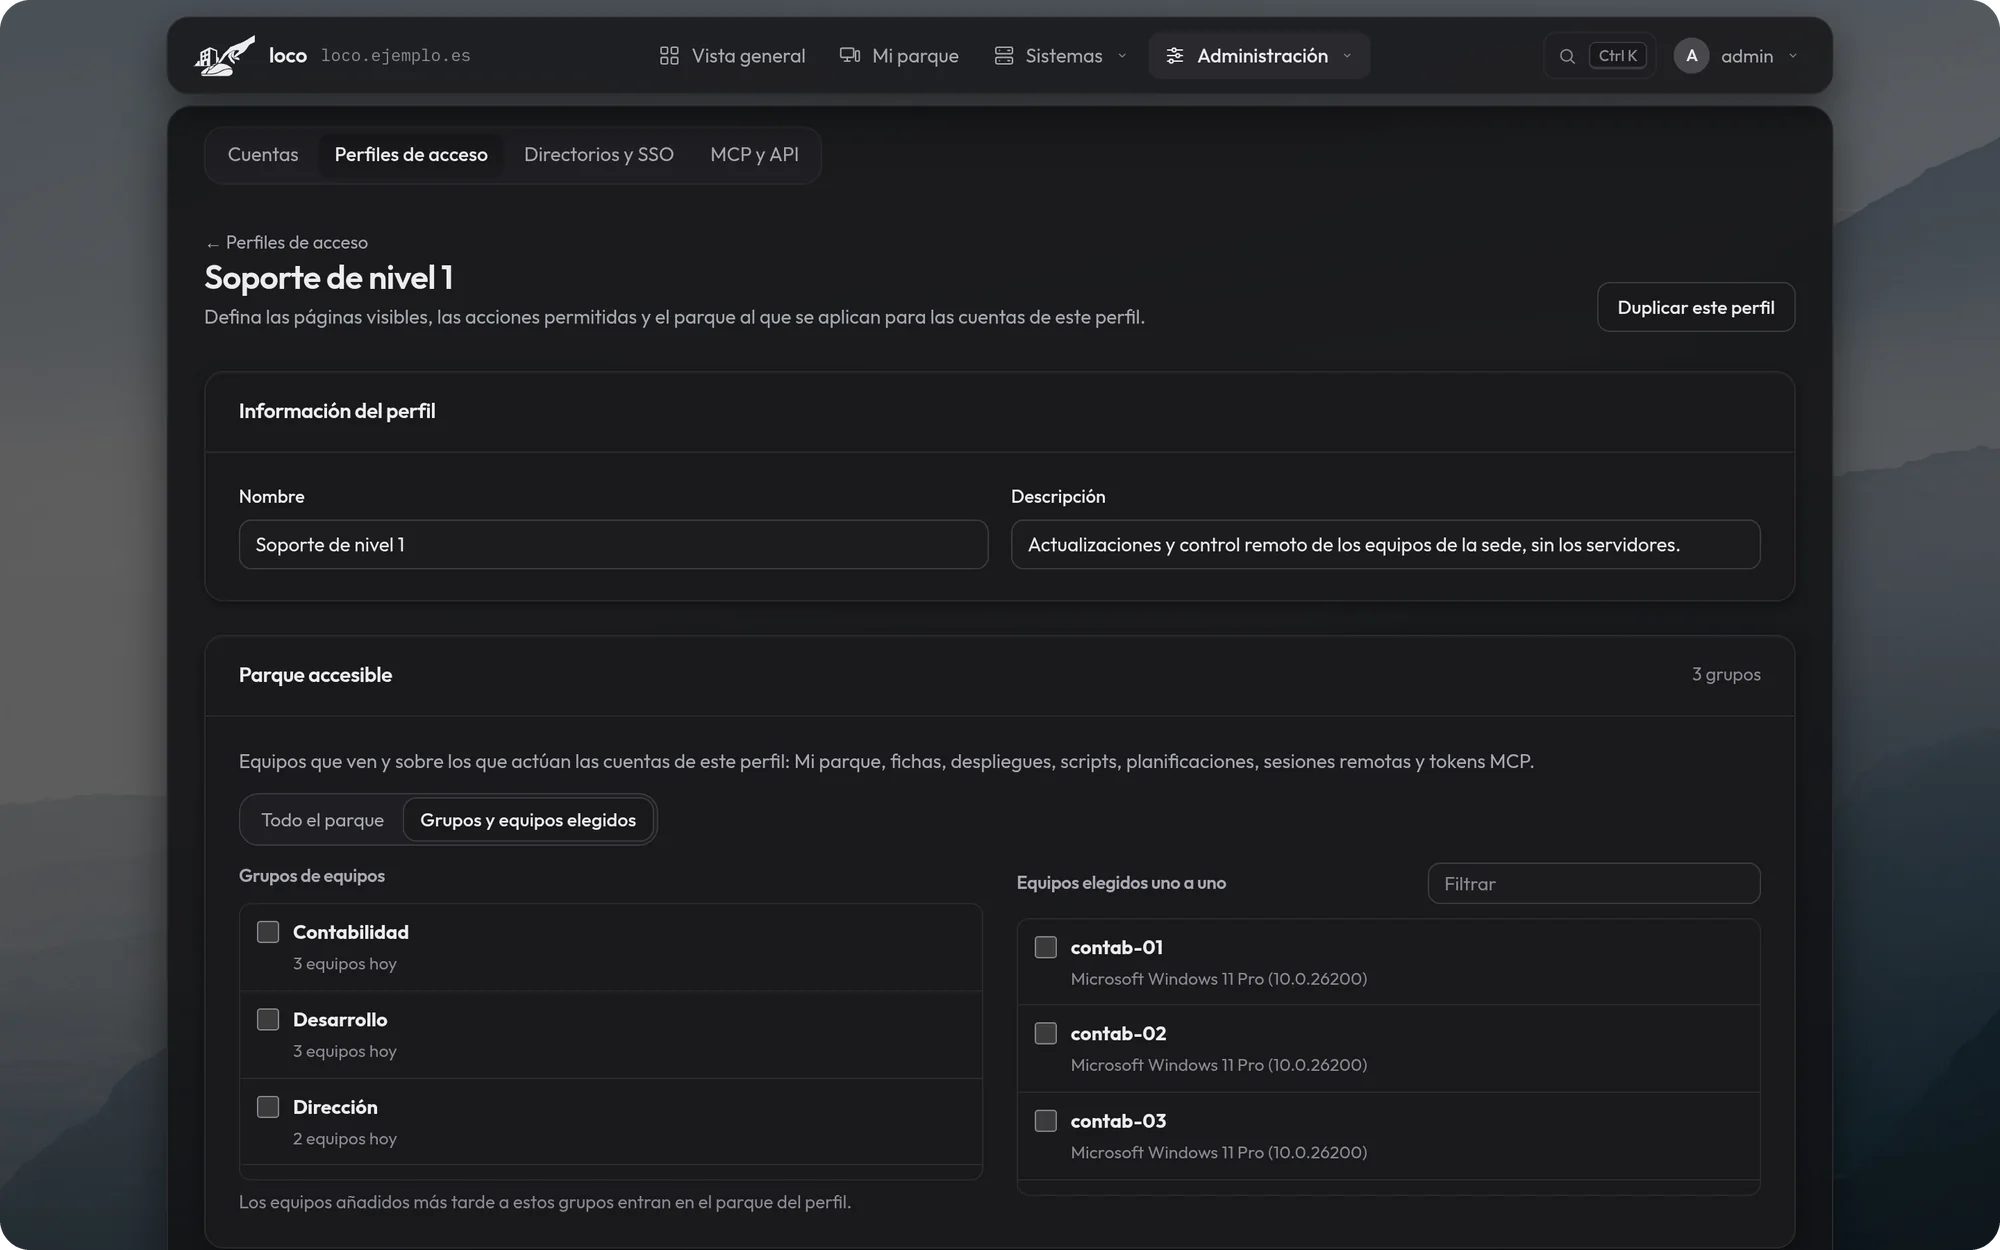 loco loco.ejemplo.es Vista general Mi parque Sistemas Administración Ctrl K A admin
Cuentas Perfiles de acceso Directorios y SSO MCP y API
← Perfiles de acceso
Soporte de nivel 1
Defina las páginas visibles, las acciones permitidas y el parque al que se aplican para las cuentas de este perfil.
Duplicar este perfil
Información del perfil
Nombre
Soporte de nivel 1
Descripción
Actualizaciones y control remoto de los equipos de la sede, sin los servidores.
Parque accesible
3 grupos
Equipos que ven y sobre los que actúan las cuentas de este perfil: Mi parque, fichas, despliegues, scripts, planificaciones, sesiones remotas y tokens MCP.
Todo el parque Grupos y equipos elegidos
Grupos de equipos
Contabilidad
3 equipos hoy
Desarrollo
3 equipos hoy
Dirección
2 equipos hoy
Los equipos añadidos más tarde a estos grupos entran en el parque del perfil.
Equipos elegidos uno a uno
Filtrar
contab-01
Microsoft Windows 11 Pro (10.0.26200)
contab-02
Microsoft Windows 11 Pro (10.0.26200)
contab-03
Microsoft Windows 11 Pro (10.0.26200)